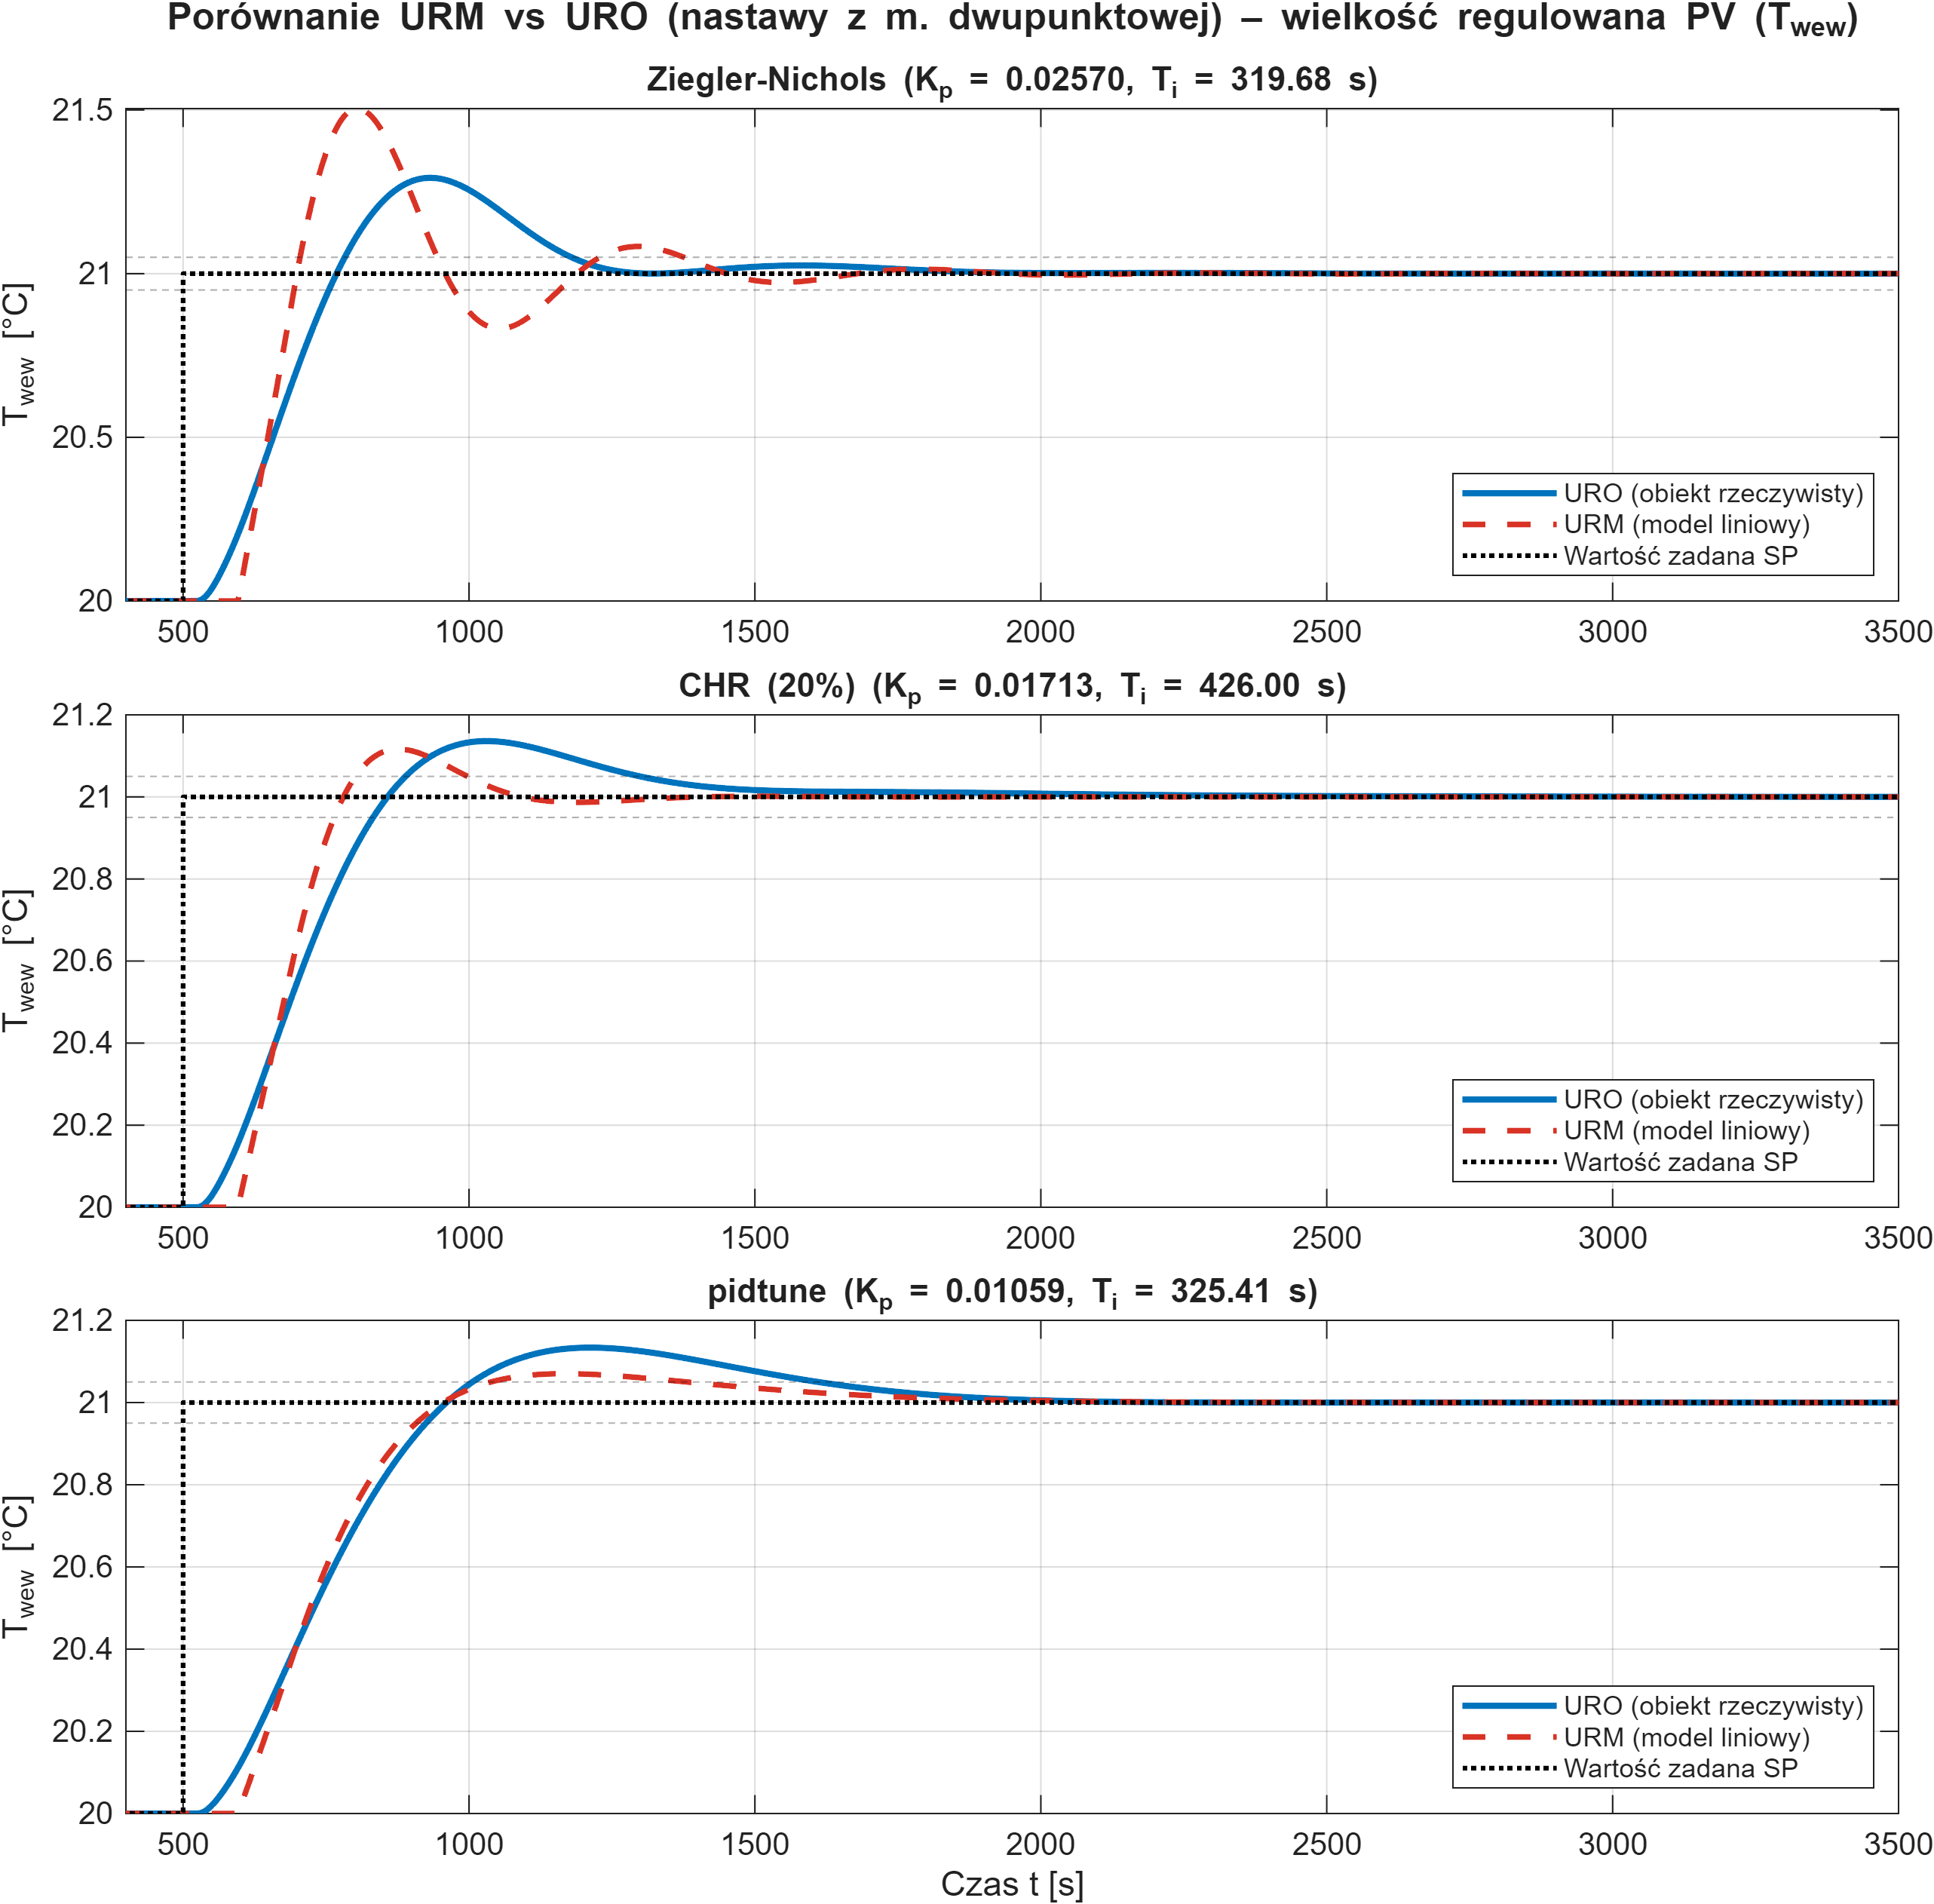 Porównanie URM vs URO (nastawy z m. dwupunktowej) – wielkość regulowana PV (Twew)
Ziegler-Nichols (Kp = 0.02570, Ti = 319.68 s)
21.5
21
20.5
20
Twew [°C]
URO (obiekt rzeczywisty)
URM (model liniowy)
Wartość zadana SP
500 1000 1500 2000 2500 3000 3500
CHR (20%) (Kp = 0.01713, Ti = 426.00 s)
21.2
21
20.8
20.6
20.4
20.2
20
Twew [°C]
URO (obiekt rzeczywisty)
URM (model liniowy)
Wartość zadana SP
500 1000 1500 2000 2500 3000 3500
pidtune (Kp = 0.01059, Ti = 325.41 s)
21.2
21
20.8
20.6
20.4
20.2
20
Twew [°C]
URO (obiekt rzeczywisty)
URM (model liniowy)
Wartość zadana SP
500 1000 1500 2000 2500 3000 3500
Czas t [s]